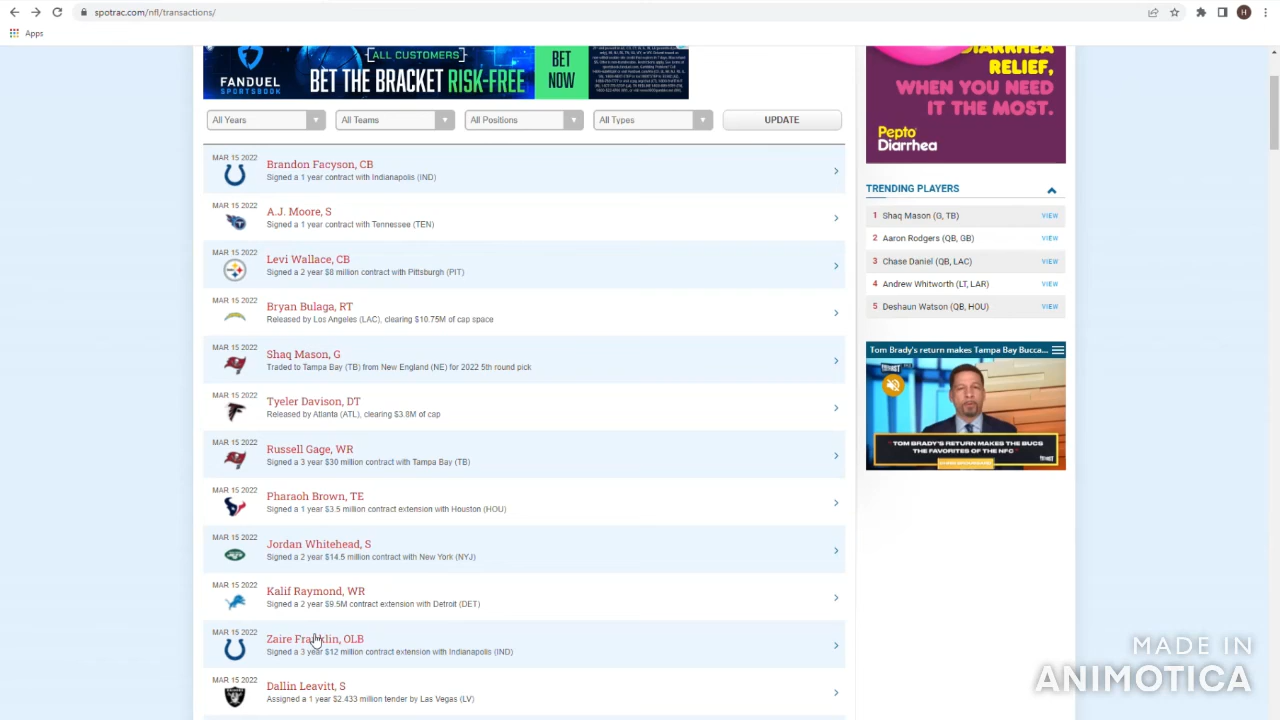 spotrac.com/nfl/transactions/
H
Apps
ALL CUSTOMERS
FANDUEL
SPORTSBOOK
BET THE BRACKET RISK-FREE
BET
NOW
DIARRHEA
RELIEF,
WHEN YOU NEED
IT THE MOST.
Pepto
Diarrhea
All Years
All Teams
All Positions
All Types
UPDATE
MAR 15 2022
Brandon Facyson, CB
Signed a 1 year contract with Indianapolis (IND)
MAR 15 2022
A.J. Moore, S
Signed a 1 year contract with Tennessee (TEN)
MAR 15 2022
Levi Wallace, CB
Signed a 2 year $8 million contract with Pittsburgh (PIT)
MAR 15 2022
Bryan Bulaga, RT
Released by Los Angeles (LAC), clearing $10.75M of cap space
MAR 15 2022
Shaq Mason, G
Traded to Tampa Bay (TB) from New England (NE) for 2022 5th round pick
MAR 15 2022
Tyeler Davison, DT
Released by Atlanta (ATL), clearing $3.8M of cap
MAR 15 2022
Russell Gage, WR
Signed a 3 year $30 million contract with Tampa Bay (TB)
MAR 15 2022
Pharaoh Brown, TE
Signed a 1 year $3.5 million contract extension with Houston (HOU)
MAR 15 2022
Jordan Whitehead, S
Signed a 2 year $14.5 million contract with New York (NYJ)
MAR 15 2022
Kalif Raymond, WR
Signed a 2 year $9.5M contract extension with Detroit (DET)
MAR 15 2022
Zaire Franklin, OLB
Signed a 3 year $12 million contract extension with Indianapolis (IND)
MAR 15 2022
Dallin Leavitt, S
Assigned a 1 year $2.433 million tender by Las Vegas (LV)
TRENDING PLAYERS
1 Shaq Mason (G, TB) VIEW
2 Aaron Rodgers (QB, GB) VIEW
3 Chase Daniel (QB, LAC) VIEW
4 Andrew Whitworth (LT, LAR) VIEW
5 Deshaun Watson (QB, HOU) VIEW
Tom Brady's return makes Tampa Bay Bucca...
"TOM BRADY'S RETURN MAKES THE BUCS
THE FAVORITES OF THE NFC"
MADE IN
ANIMOTICA